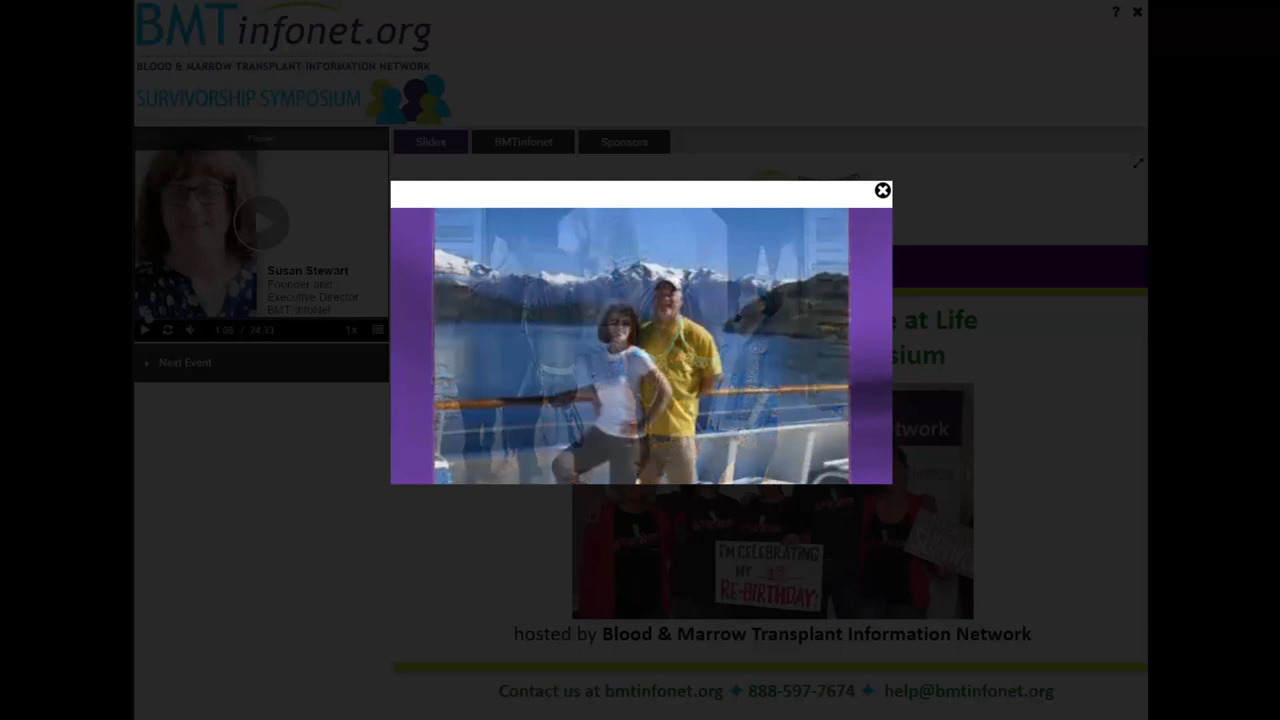 BMTinfonet.org
BLOOD & MARROW TRANSPLANT INFORMATION NETWORK
SURVIVORSHIP SYMPOSIUM
?
Player
Slides
BMTinfonet
Sponsors
Susan Stewart
Founder and
Executive Director
BMT InfoNet
1:08 / 24:33
1x
Next Event
e at Life
sium
twork
I'M CELEBRATING
MY 1st
RE-BIRTHDAY!
hosted by Blood & Marrow Transplant Information Network
Contact us at bmtinfonet.org ✦ 888-597-7674 ✦ help@bmtinfonet.org